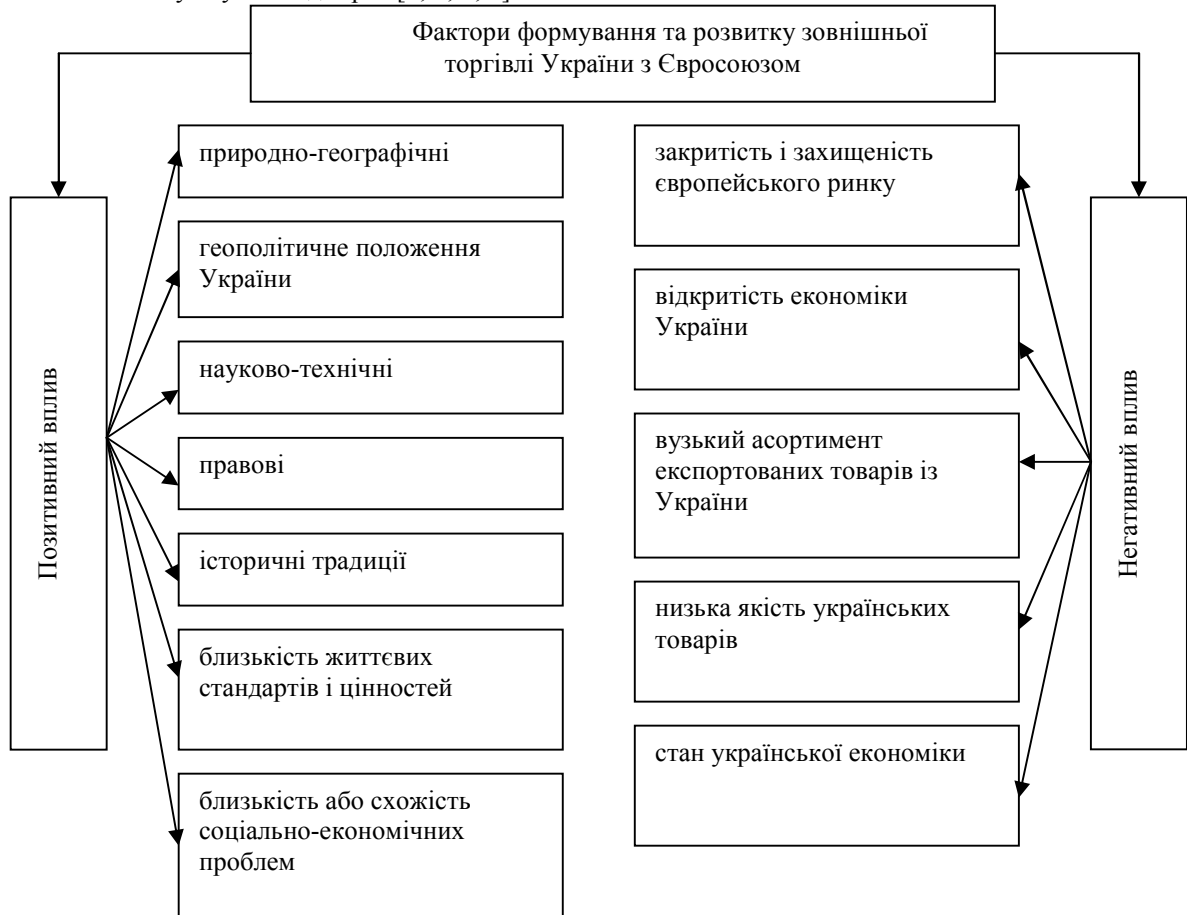 Фактори формування та розвитку зовнішньої
торгівлі України з Євросоюзом
Позитивний вплив
природно-географічні
геополітичне положення
України
науково-технічні
правові
історичні традиції
близькість життєвих
стандартів і цінностей
близькість або схожість
соціально-економічних
проблем
закритість і захищеність
європейського ринку
відкритість економіки
України
вузький асортимент
експортованих товарів із
України
низька якість українських
товарів
стан української економіки
Негативний вплив